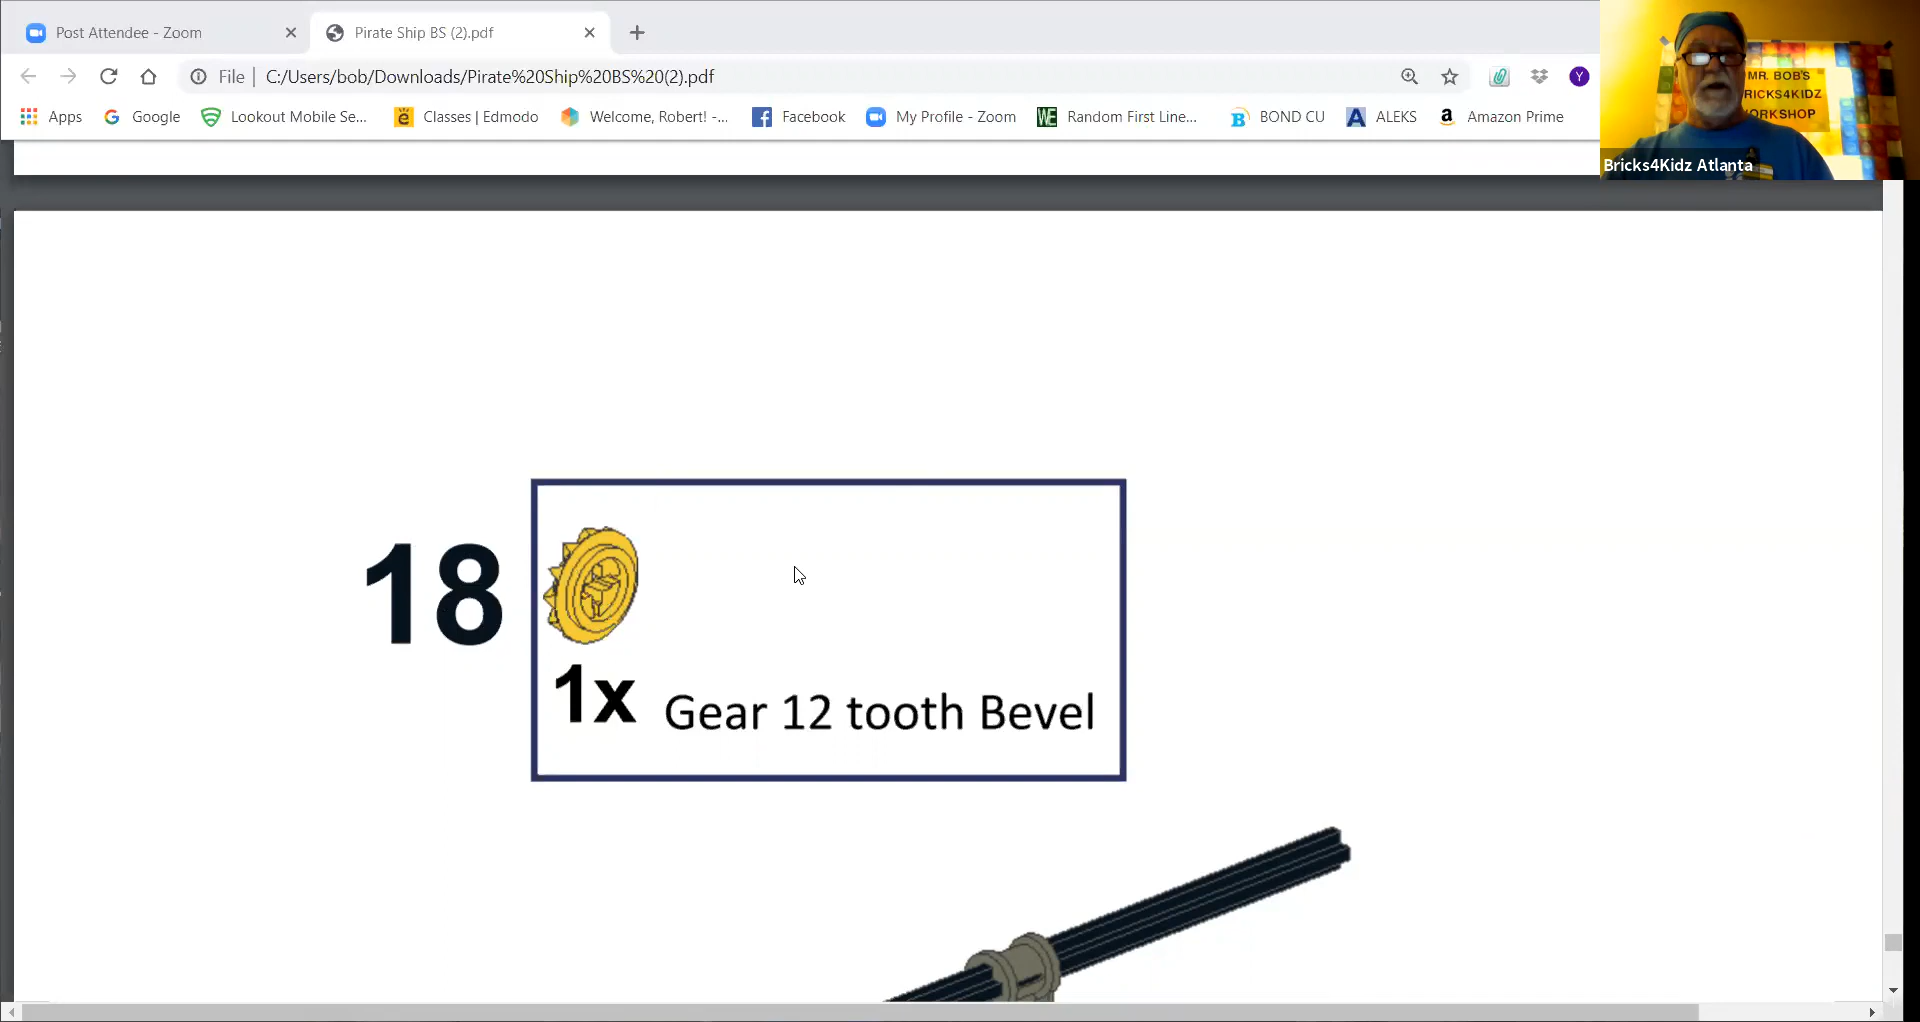 Post Attendee - Zoom
Pirate Ship BS (2).pdf
File
C:/Users/bob/Downloads/Pirate%20Ship%20BS%20(2).pdf
Y
Apps
Google
Lookout Mobile Se...
Classes | Edmodo
Welcome, Robert! -...
Facebook
My Profile - Zoom
WE Random First Line...
BOND CU
ALEKS
Amazon Prime
MR. BOB'S
RICKS4KIDZ
ORKSHOP
Bricks4Kidz Atlanta
18
1x Gear 12 tooth Bevel